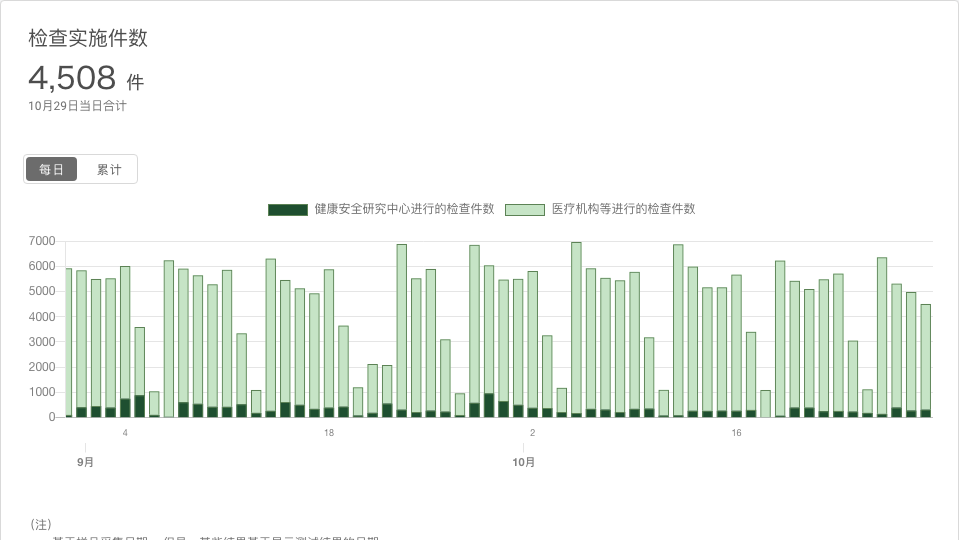 检查实施件数
4,508 件
10月29日当日合计
每日 累计
健康安全研究中心进行的检查件数 医疗机构等进行的检查件数
7000
6000
5000
4000
3000
2000
1000
0
4 18 2 16
9月 10月
（注）